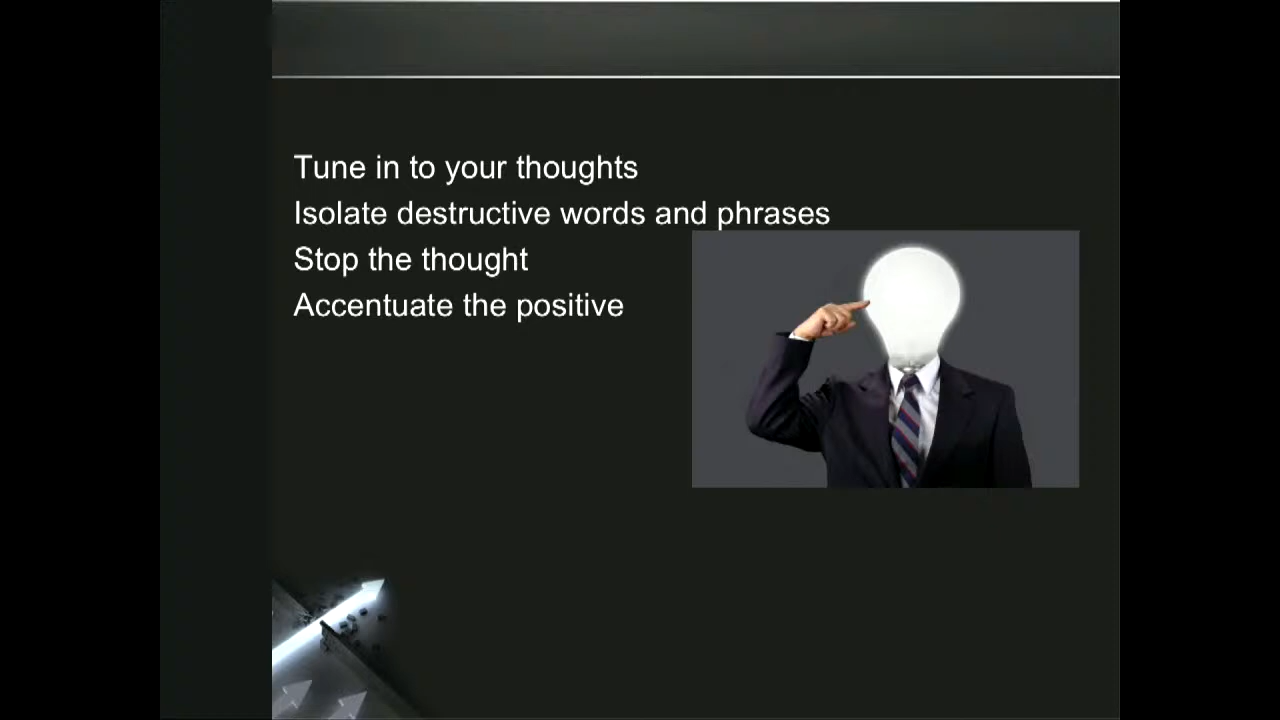 Tune in to your thoughts
Isolate destructive words and phrases
Stop the thought
Accentuate the positive